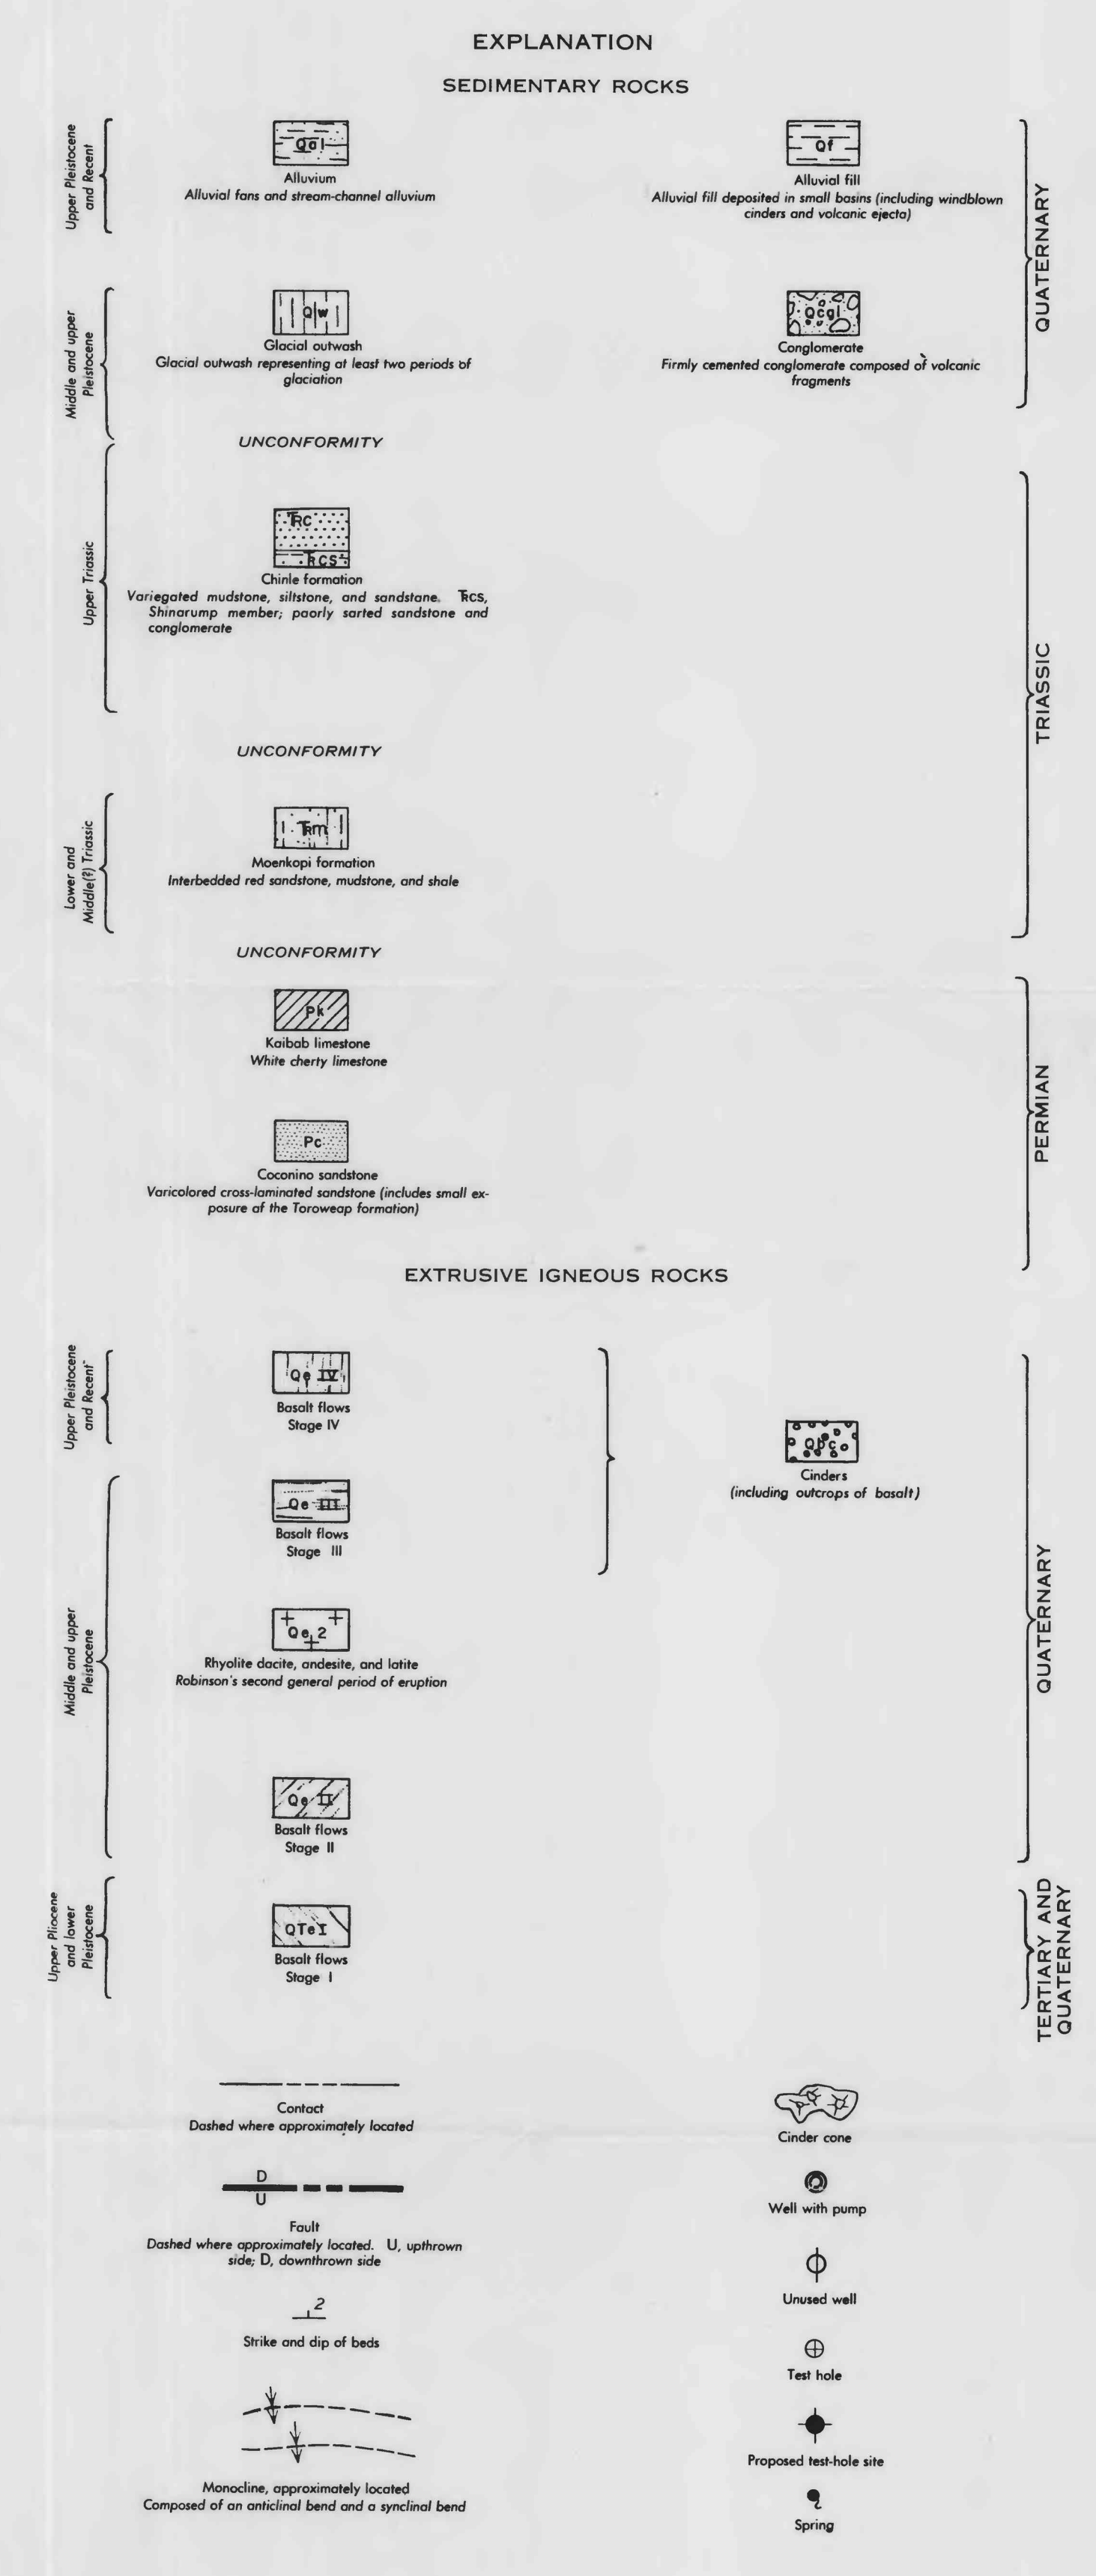 EXPLANATION
SEDIMENTARY ROCKS
Upper Pleistocene
and Recent
Qal
Alluvium
Alluvial fans and stream-channel alluvium
Qf
Alluvial fill
Alluvial fill deposited in small basins (including windblown
cinders and volcanic ejecta)
QUATERNARY
Middle and upper
Pleistocene
Qlw
Glacial outwash
Glacial outwash representing at least two periods of
glaciation
Qcgl
Conglomerate
Firmly cemented conglomerate composed of volcanic
fragments
UNCONFORMITY
Upper Triassic
TRC
TRCS
Chinle formation
Variegated mudstone, siltstone, and sandstane. TRCS,
Shinarump member; paorly sarted sandstone and
conglomerate
TRIASSIC
UNCONFORMITY
Lower and
Middle(?) Triassic
TRm
Moenkopi formation
Interbedded red sandstone, mudstone, and shale
UNCONFORMITY
Pk
Kaibab limestone
White cherty limestone
PERMIAN
Pc
Coconino sandstone
Varicolored cross-laminated sandstone (includes small ex-
posure of the Toroweap formation)
EXTRUSIVE IGNEOUS ROCKS
Upper Pleistocene
and Recent
Qe IV
Basalt flows
Stage IV
Qbc
Cinders
(including outcrops of basalt)
Middle and upper
Pleistocene
Qe III
Basalt flows
Stage III
QUATERNARY
Qe 2
Rhyolite dacite, andesite, and latite
Robinson's second general period of eruption
Qe II
Basalt flows
Stage II
Upper Pliocene
and lower
Pleistocene
QTe I
Basalt flows
Stage I
TERTIARY AND
QUATERNARY
Contact
Dashed where approximately located
Cinder cone
D
U
Fault
Dashed where approximately located. U, upthrown
side; D, downthrown side
Well with pump
Unused well
2
Strike and dip of beds
Test hole
Proposed test-hole site
Monocline, approximately located
Composed of an anticlinal bend and a synclinal bend
Spring